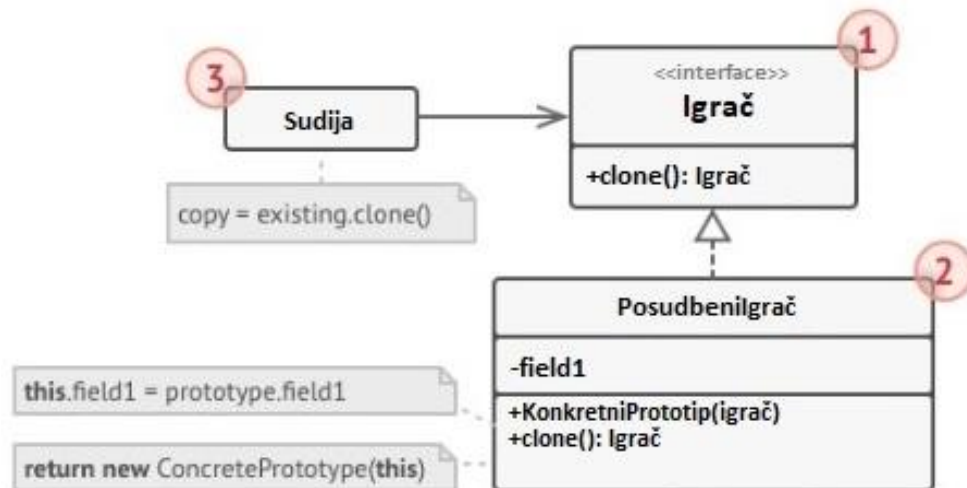 3
Sudija
copy = existing.clone()
1
<<interface>>
Igrač
+clone(): Igrač
2
PosudbeniIgrač
-field1
+KonkretniPrototip(igrač)
+clone(): Igrač
this.field1 = prototype.field1
return new ConcretePrototype(this)